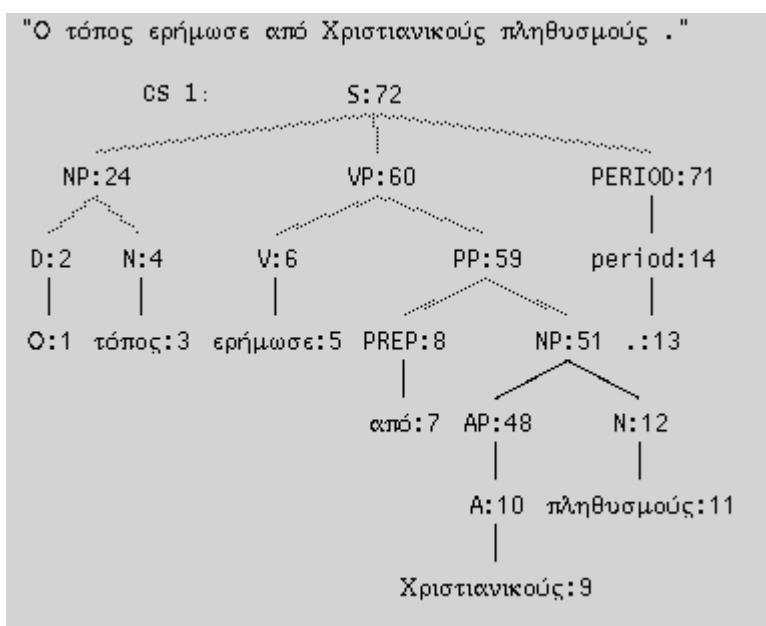 "Ο τόπος ερήμωσε από Χριστιανικούς πληθυσμούς ."
CS 1: S:72
NP:24 VP:60 PERIOD:71
D:2 N:4 V:6 PP:59 period:14
Ο:1 τόπος:3 ερήμωσε:5 PREP:8 NP:51 .:13
από:7 AP:48 N:12
A:10 πληθυσμούς:11
Χριστιανικούς:9